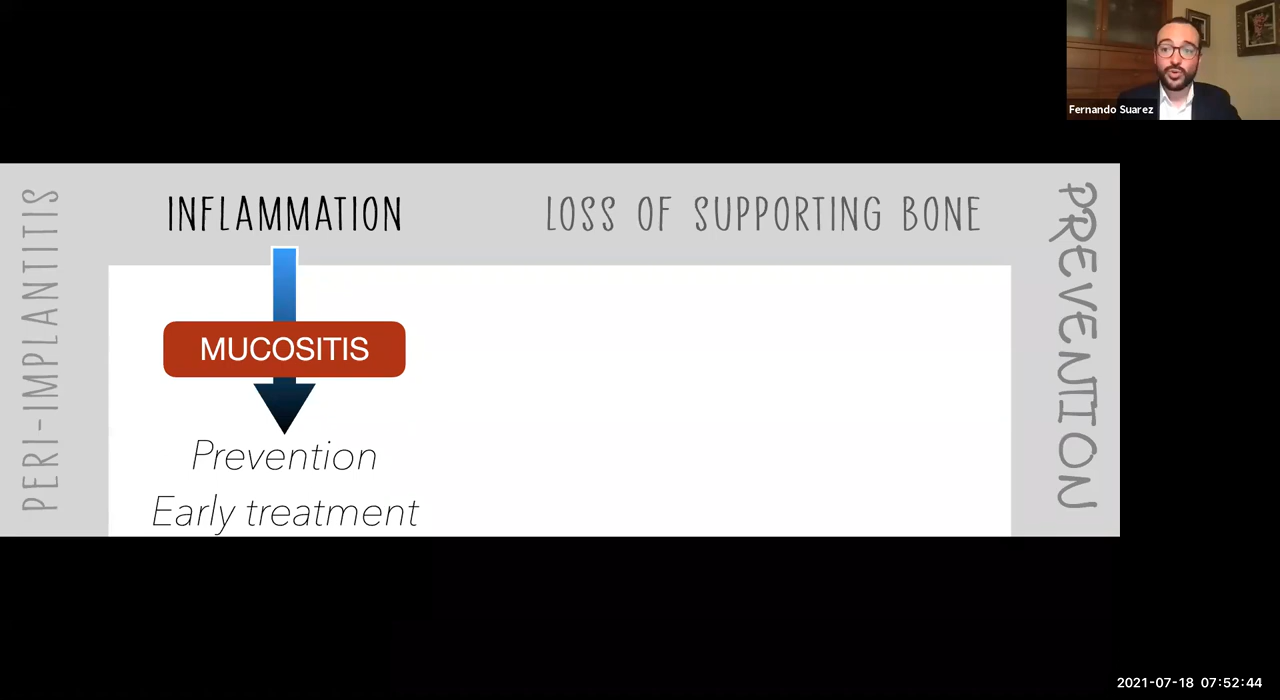 Fernando Suarez
PERI-IMPLANTITIS
INFLAMMATION
LOSS OF SUPPORTING BONE
PREVENTION
MUCOSITIS
Prevention
Early treatment
2021-07-18 07:52:44